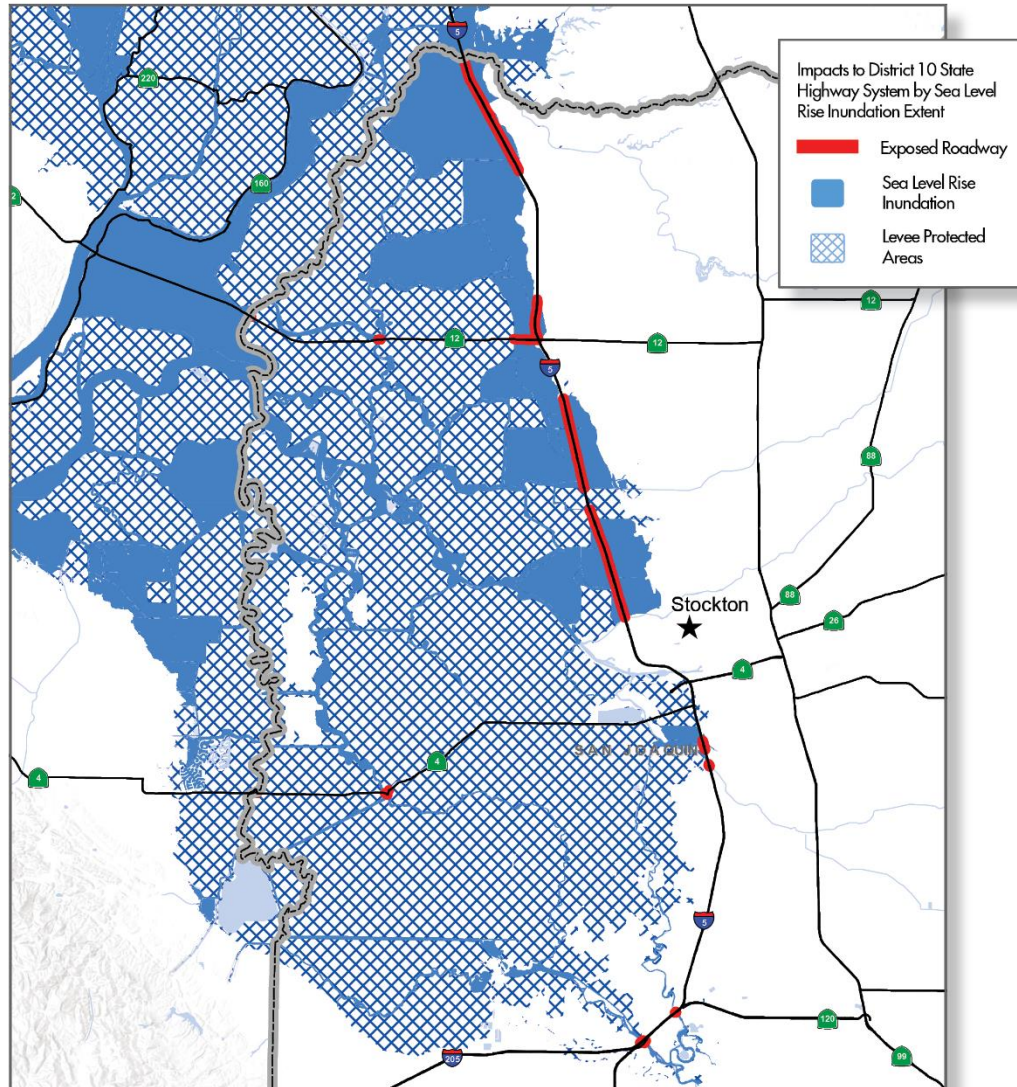 Impacts to District 10 State
Highway System by Sea Level
Rise Inundation Extent
Exposed Roadway
Sea Level Rise
Inundation
Levee Protected
Areas
5
220
160
2
12
12
12
5
88
88
26
Stockton
4
SAN JOAQUIN
4
4
5
120
205
99